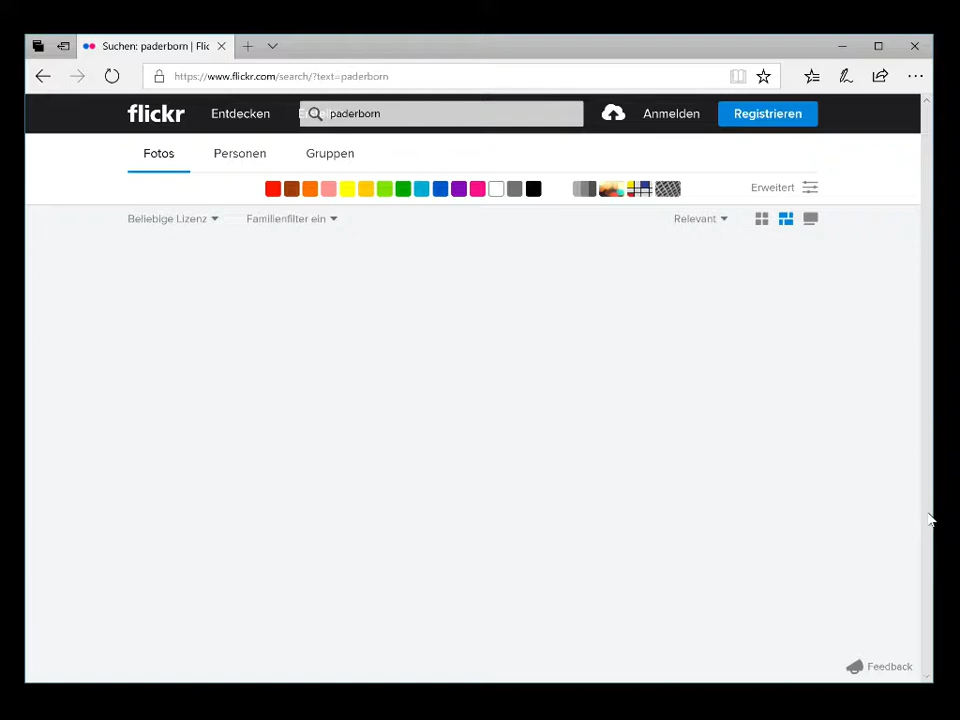 Suchen: paderborn | Flic
https://www.flickr.com/search/?text=paderborn
flickr Entdecken paderborn Anmelden Registrieren
Fotos Personen Gruppen
Erweitert
Beliebige Lizenz Familienfilter ein Relevant
Feedback